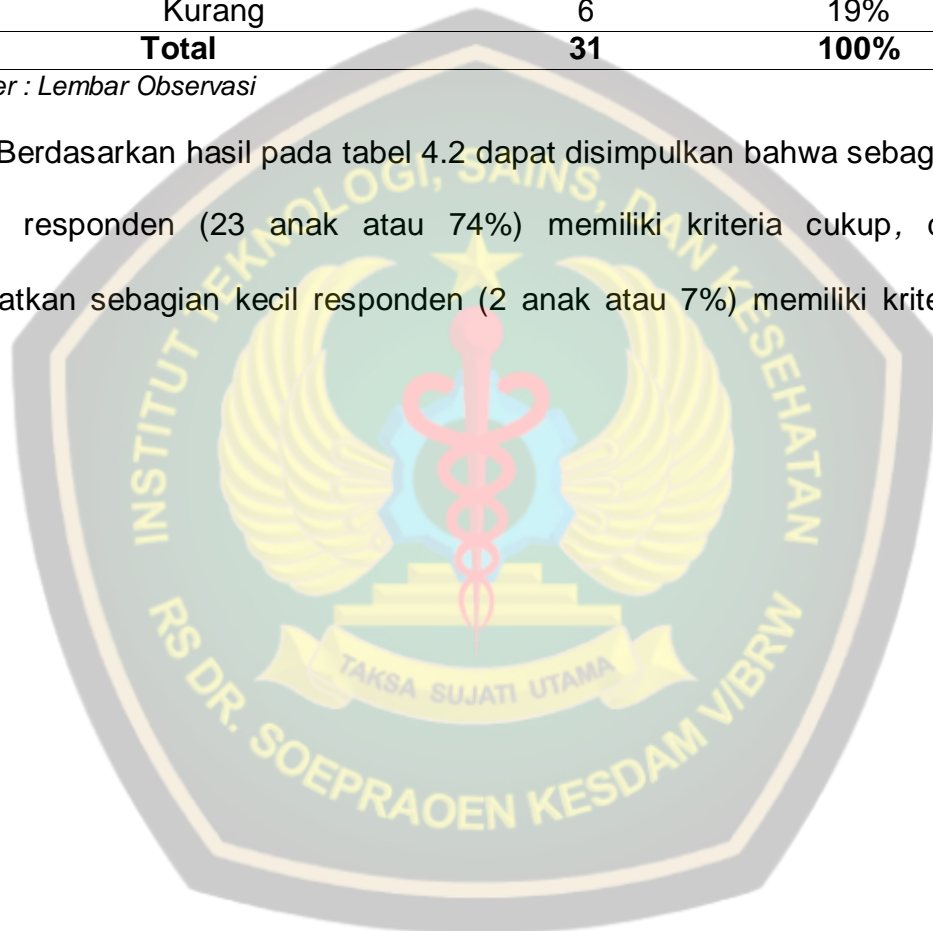 Kurang 6 19%
Total 31 100%
er : Lembar Observasi
Berdasarkan hasil pada tabel 4.2 dapat disimpulkan bahwa sebag
responden (23 anak atau 74%) memiliki kriteria cukup, d
atkan sebagian kecil responden (2 anak atau 7%) memiliki krite
INSTITUT TEKNOLOGI, SAINS, DAN KESEHATAN
TAKSA SUJATI UTAMA
RS DR. SOEPRAOEN KESDAM V/BRW